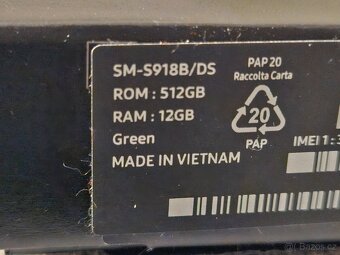 SM-S918B/DS
ROM : 512GB
RAM : 12GB
Green
MADE IN VIETNAM
PAP 20
Raccolta Carta
20
PAP
IMEI 1 : 3